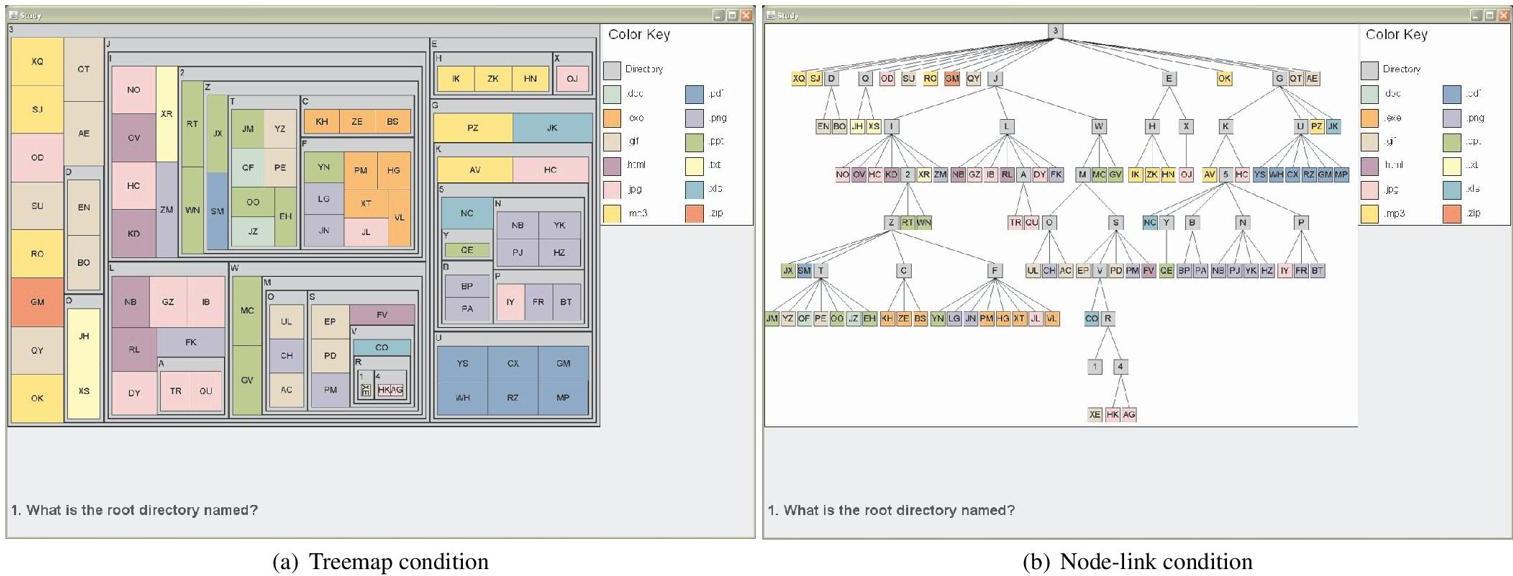 Study
3
XQ
SJ
OD
SU
RO
GM
QY
OK
OT
AE
D
EN
BO
O
JH
XS
J
I
NO
CV
HC
KD
XR
ZM
2
RT
WN
Z
JX
SM
T
JM
YZ
OF
PE
OO
JZ
EH
C
KH
ZE
BS
F
YN
LG
JN
PM
HG
XT
JL
VL
L
NB
GZ
IB
RL
FK
DY
A
TR
QU
W
MC
GV
M
O
UL
CH
AC
S
EP
PD
PM
FV
V
CO
R
1
4
HK
AG
E
H
IK
ZK
HN
X
OJ
G
PZ
JK
K
AV
HC
5
NC
Y
QE
B
BP
PA
N
NB
YK
PJ
HZ
P
IY
FR
BT
U
YS
CX
GM
WH
RZ
MP
Color Key
Directory
.doc .pdf
.exe .png
.gif .ppt
.html .txt
.jpg .xls
.mp3 .zip
1. What is the root directory named?
(a) Treemap condition
Study
3
XQ SJ D O OD SU RO GM QY J E OK G OT AE
EN BO JH XS I L W H X K U PZ JK
NO CV HC KD 2 XR ZM NB GZ IB RL A DY FK M MC GV IK ZK HN OJ AV 5 HC YS WH CX RZ GM MP
Z RT WN TR QU O S NC Y B N P
JX SM T C F UL CH AC EP V PD PM FV QE BP PA NB PJ YK HZ IY FR BT
JM YZ OF PE OO JZ EH KH ZE BS YN LG JN PM HG XT JL VL CO R
1 4
XE HK AG
Color Key
Directory
.doc .pdf
.exe .png
.gif .ppt
.html .txt
.jpg .xls
.mp3 .zip
1. What is the root directory named?
(b) Node-link condition